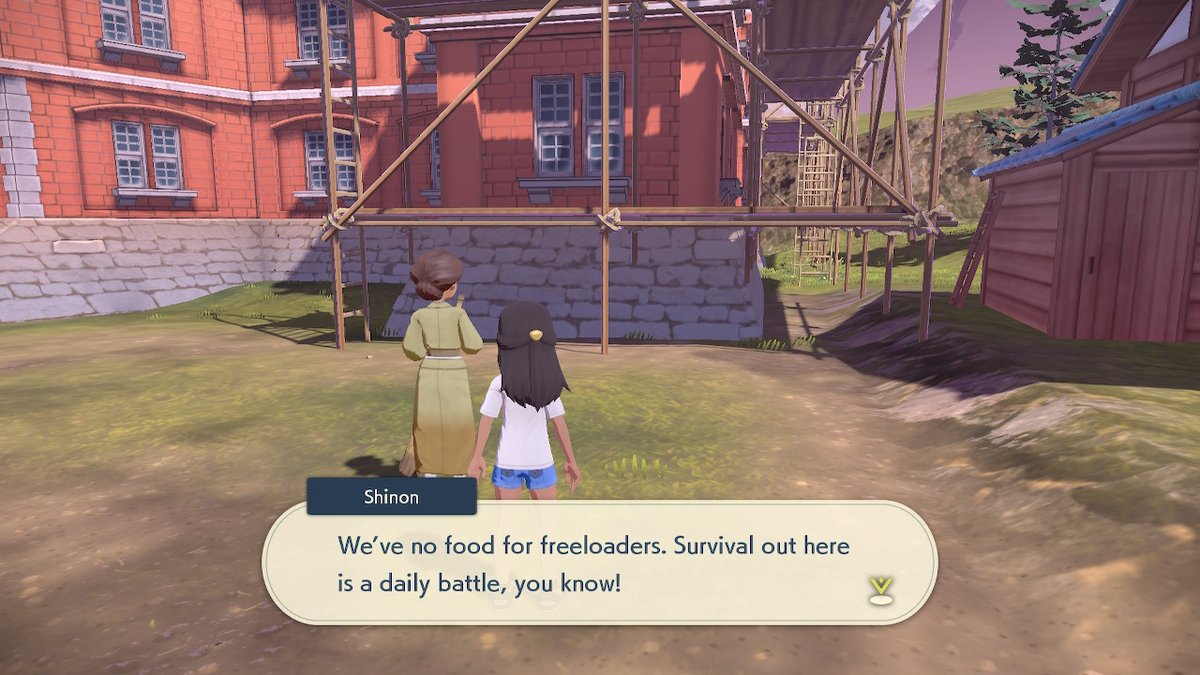 Shinon
We've no food for freeloaders. Survival out here
is a daily battle, you know!